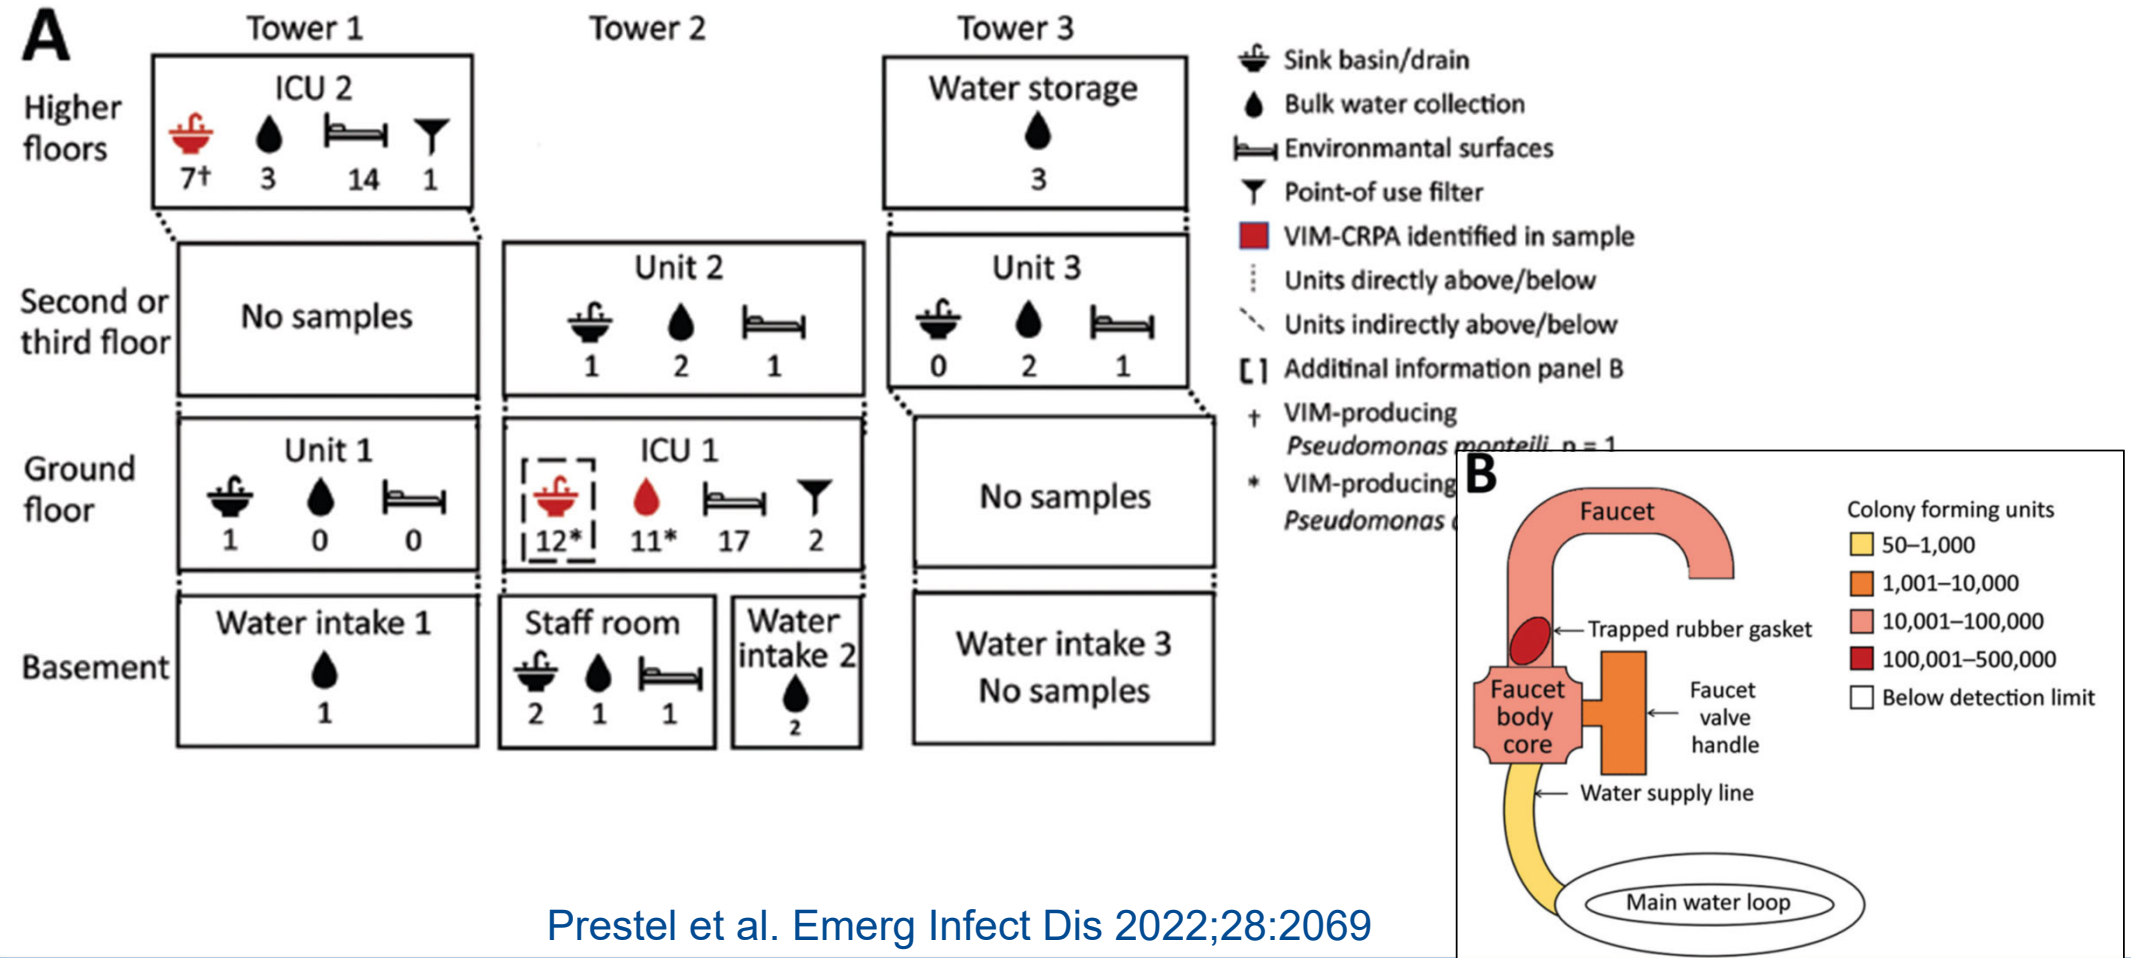 A
Tower 1
Tower 2
Tower 3
Higher
floors
ICU 2
7† 3 14 1
Water storage
3
Second or
third floor
No samples
Unit 2
1 2 1
Unit 3
0 2 1
Ground
floor
Unit 1
1 0 0
ICU 1
12* 11* 17 2
No samples
Basement
Water intake 1
1
Staff room
2 1 1
Water
intake 2
2
Water intake 3
No samples
Sink basin/drain
Bulk water collection
Environmantal surfaces
Point-of use filter
VIM-CRPA identified in sample
Units directly above/below
Units indirectly above/below
[ ] Additinal information panel B
† VIM-producing
Pseudomonas monteili, n = 1
* VIM-producing
Pseudomonas
B
Faucet
Trapped rubber gasket
Faucet
body
core
Faucet
valve
handle
Water supply line
Main water loop
Colony forming units
50–1,000
1,001–10,000
10,001–100,000
100,001–500,000
Below detection limit
Prestel et al. Emerg Infect Dis 2022;28:2069